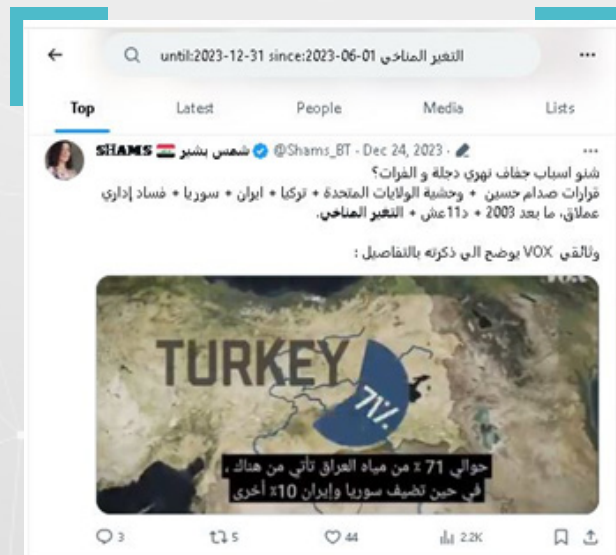 التغير المناخي until:2023-12-31 since:2023-06-01
Top Latest People Media Lists
SHAMS شمس بشير @Shams_BT · Dec 24, 2023 ·
شنو اسباب جفاف نهري دجلة و الفرات؟
قرارات صدام حسين + وحشية الولايات المتحدة + تركيا + ايران + سوريا + فساد إداري
عملاق، ما بعد 2003 + د11عش + التغير المناخي.
وثائقي VOX يوضح الي ذكرته بالتفاصيل :
TURKEY
71%
حوالي 71 ٪ من مياه العراق تأتي من هناك ،
في حين تضيف سوريا وإيران 10٪ أخرى
3 5 44 2.2K